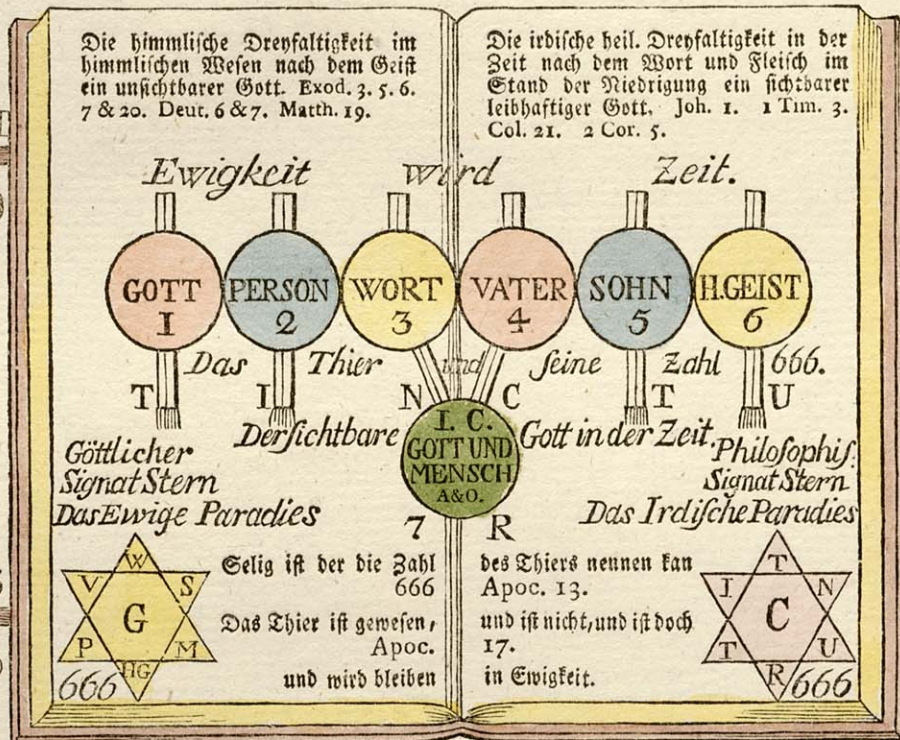 Die himmlische Dreyfaltigkeit im
himmlischen Wesen nach dem Geist
ein unsichtbarer Gott. Exod. 3. 5. 6.
7 & 20. Deut. 6 & 7. Matth. 19.
Die irdische heil. Dreyfaltigkeit in der
Zeit nach dem Wort und Fleisch im
Stand der Niedrigung ein sichtbarer
leibhaftiger Gott. Joh. 1. 1 Tim. 3.
Col. 21. 2 Cor. 5.
Ewigkeit wird Zeit.
GOTT 1
PERSON 2
WORT 3
VATER 4
SOHN 5
H.GEIST 6
Das Thier und seine Zahl 666.
T I N C T U
Der sichtbare
I. C.
GOTT UND
MENSCH
A&O.
Gott in der Zeit.
7 R
Göttlicher
Signat Stern
Das Ewige Paradies
Philosophis.
Signat Stern
Das Irdische Paradies
W
V S
G
P M
HG
666
Selig ist der die Zahl
666
Das Thier ist gewesen,
Apoc.
und wird bleiben
des Thiers nennen kan
Apoc. 13.
und ist nicht, und ist doch
17.
in Ewigkeit.
T
I N
C
T U
R
666